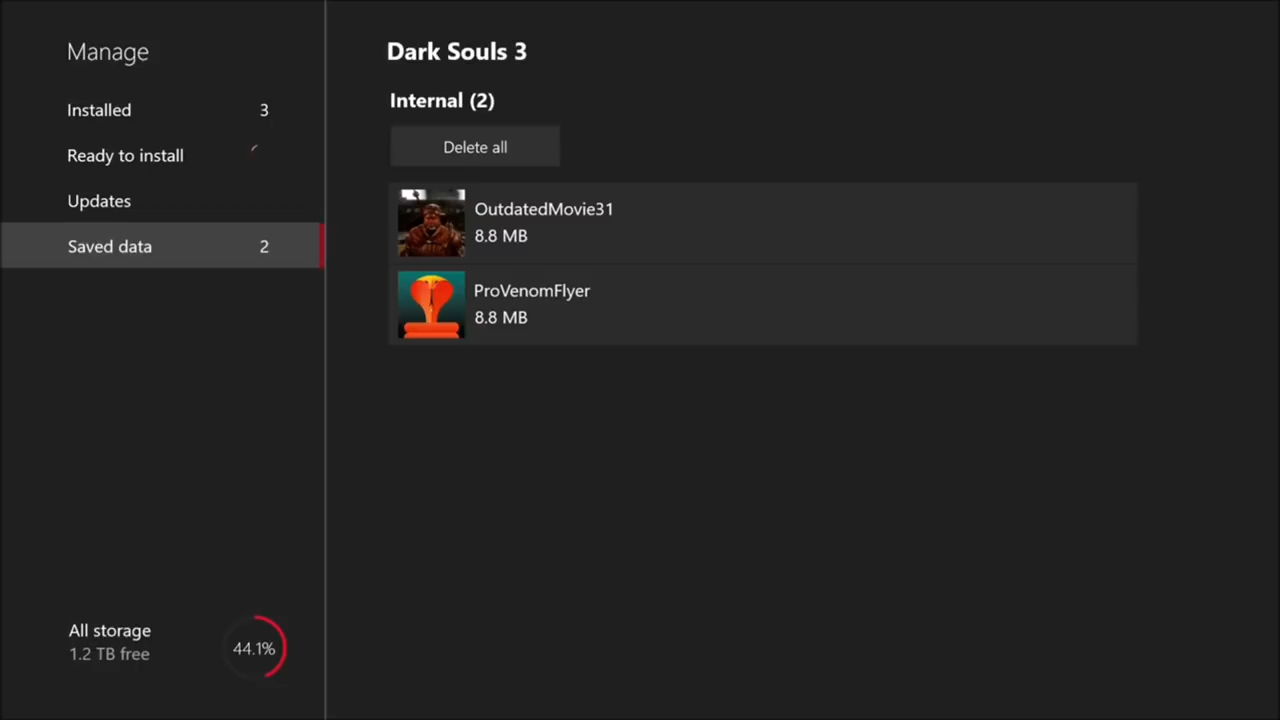 Manage
Installed 3
Ready to install
Updates
Saved data 2
All storage
1.2 TB free
44.1%
Dark Souls 3
Internal (2)
Delete all
OutdatedMovie31
8.8 MB
ProVenomFlyer
8.8 MB